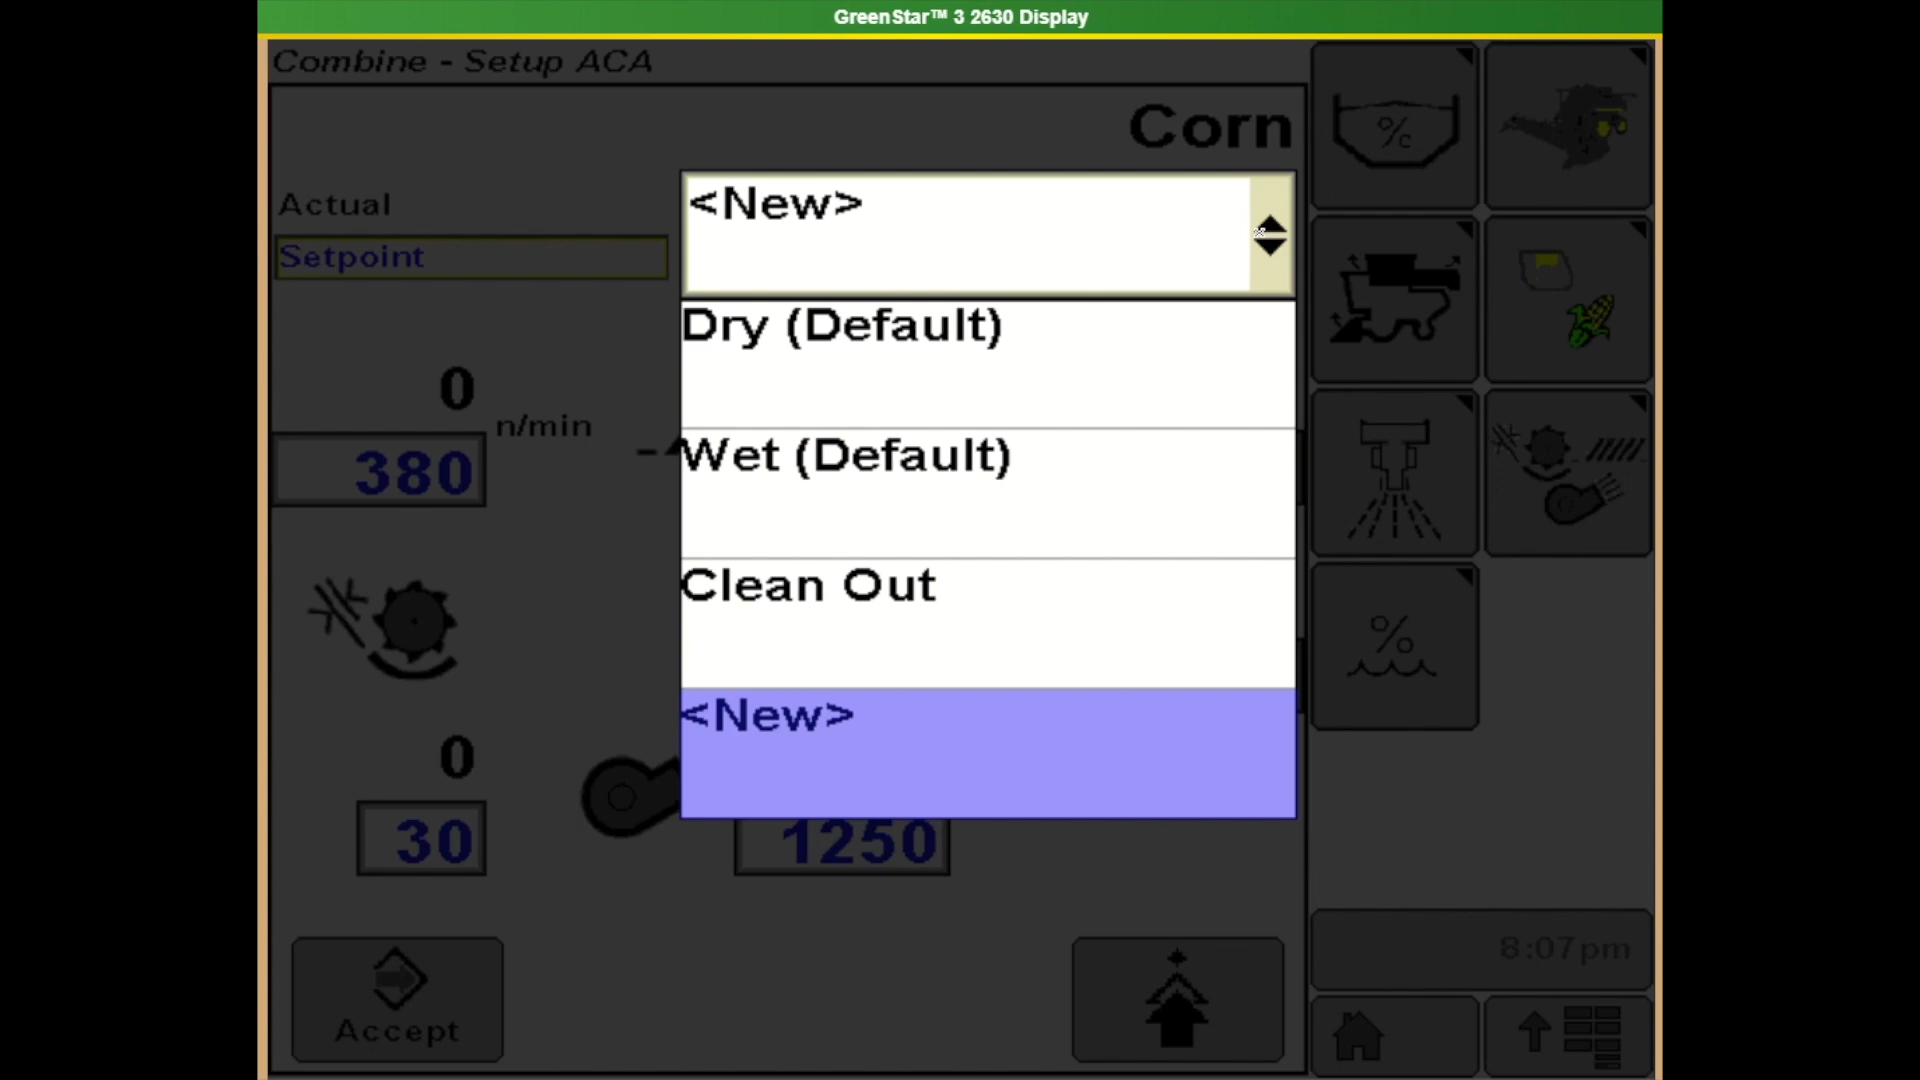 GreenStar™ 3 2630 Display
Combine - Setup ACA
Corn
<New>
Actual
Setpoint
Dry (Default)
0
n/min
380
Wet (Default)
Clean Out
<New>
0
30
1250
Accept
%
%
8:07pm